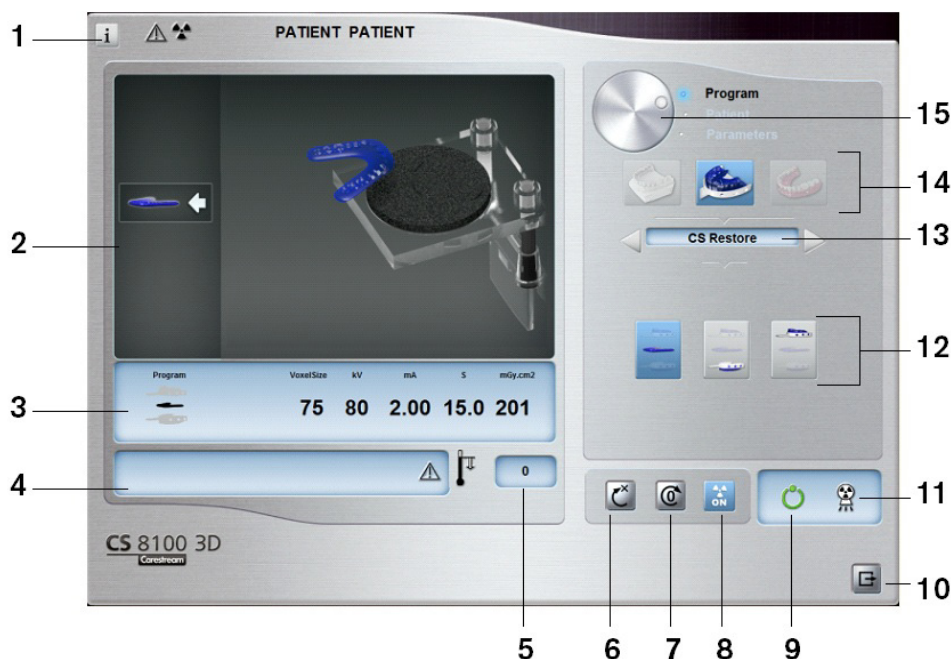 1
i
PATIENT PATIENT
Program
Patient
Parameters
15
14
CS Restore
13
2
12
Program VoxelSize kV mA S mGy.cm2
3
75 80 2.00 15.0 201
4
0
0
ON
11
CS 8100 3D
Carestream
10
5 6 7 8 9